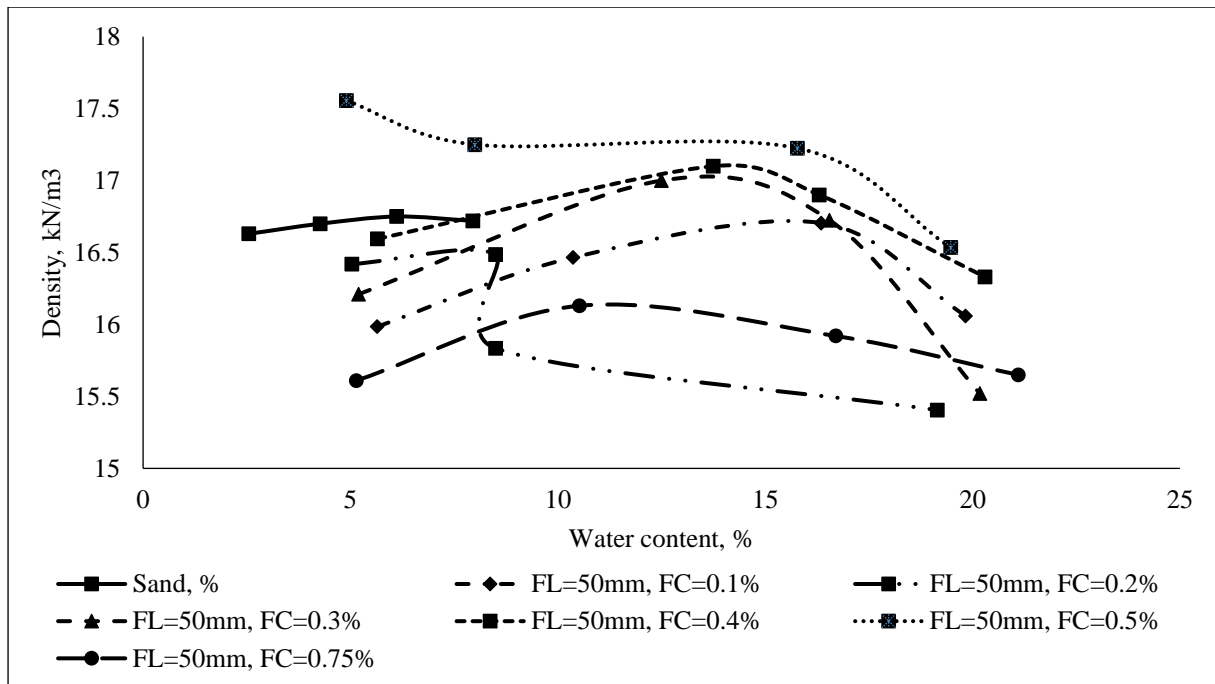 18
17.5
17
16.5
16
15.5
15
Density, kN/m3
0 5 10 15 20 25
Water content, %
Sand, % FL=50mm, FC=0.1% FL=50mm, FC=0.2%
FL=50mm, FC=0.3% FL=50mm, FC=0.4% FL=50mm, FC=0.5%
FL=50mm, FC=0.75%